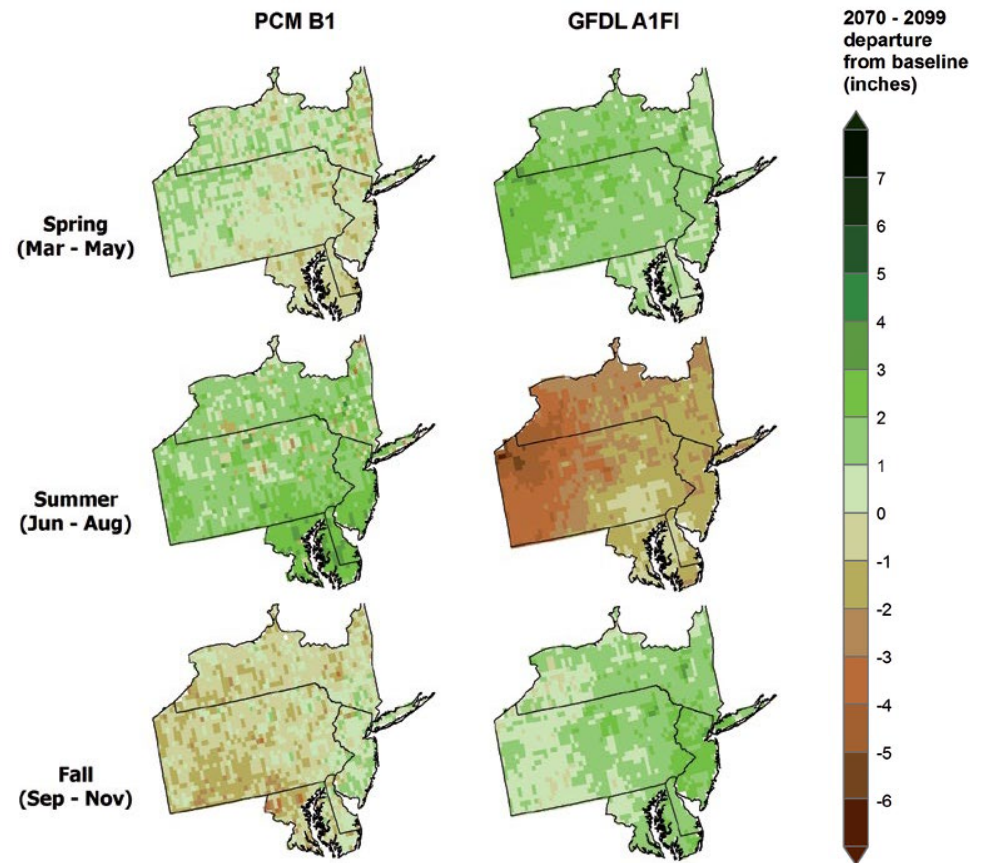 PCM B1
GFDL A1FI
2070 - 2099
departure
from baseline
(inches)
Spring
(Mar - May)
Summer
(Jun - Aug)
Fall
(Sep - Nov)
7
6
5
4
3
2
1
0
-1
-2
-3
-4
-5
-6